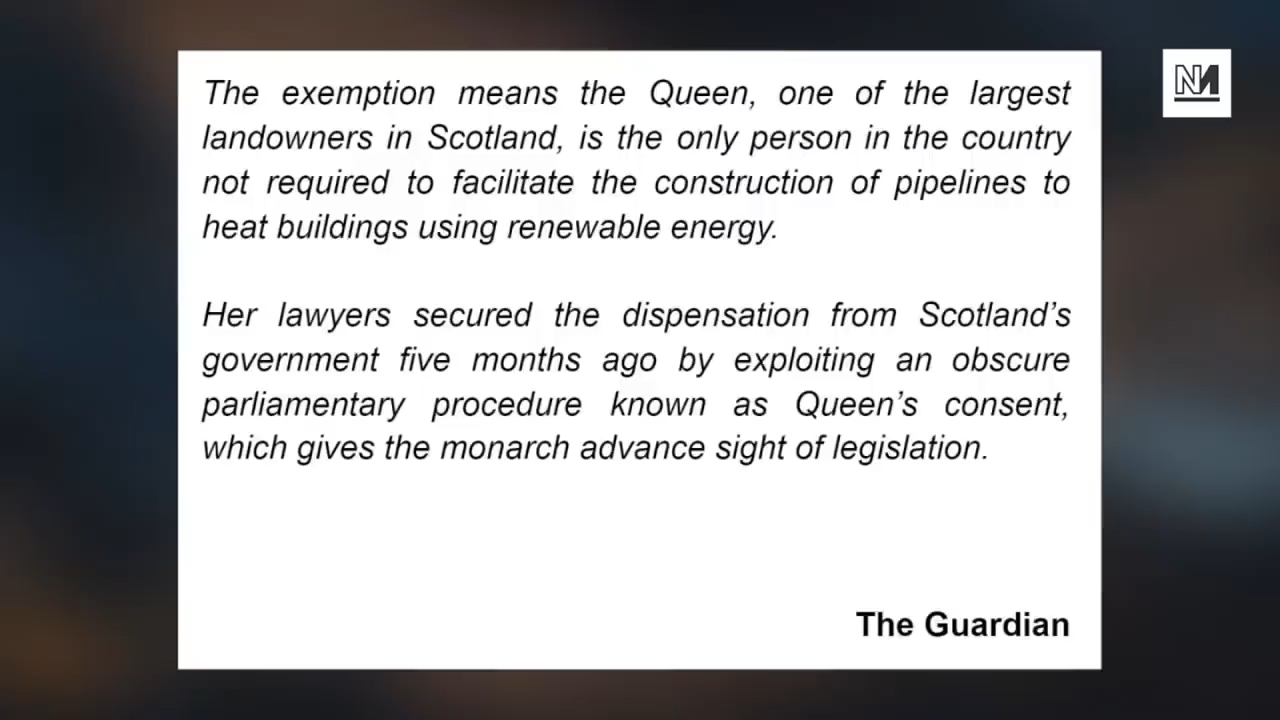 The exemption means the Queen, one of the largest
landowners in Scotland, is the only person in the country
not required to facilitate the construction of pipelines to
heat buildings using renewable energy.
Her lawyers secured the dispensation from Scotland’s
government five months ago by exploiting an obscure
parliamentary procedure known as Queen’s consent,
which gives the monarch advance sight of legislation.
The Guardian
NM